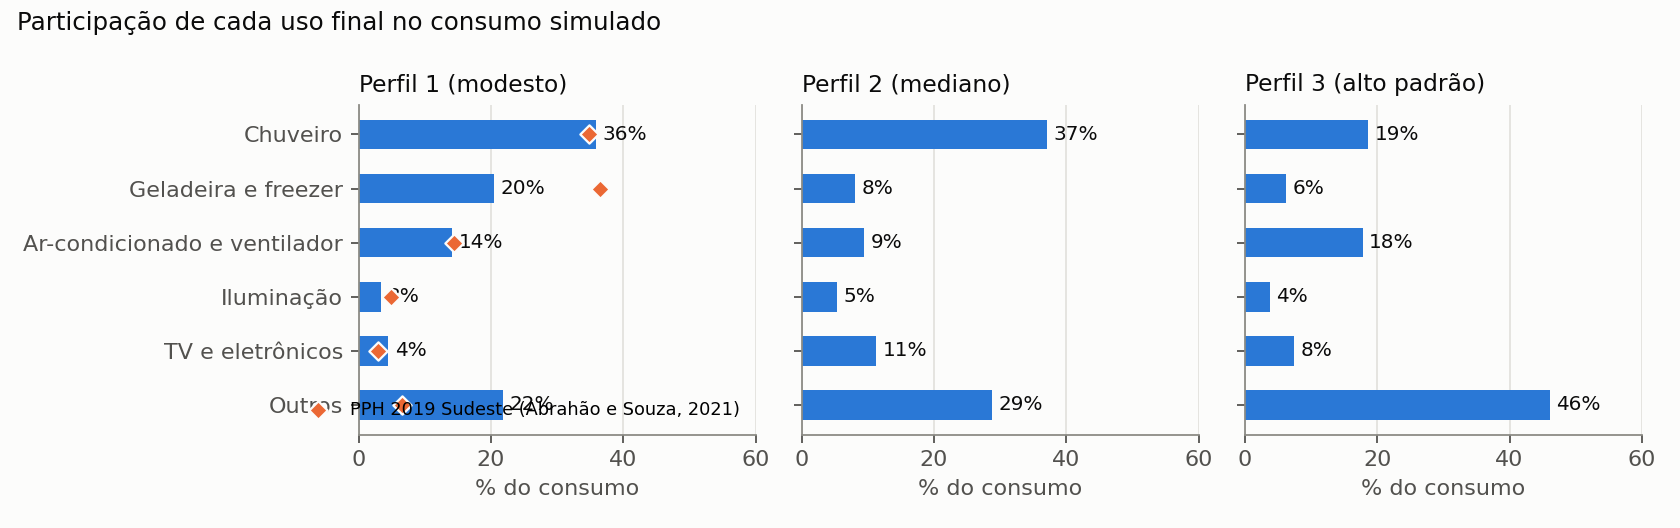 Participação de cada uso final no consumo simulado
Perfil 1 (modesto)
Perfil 2 (mediano)
Perfil 3 (alto padrão)
Chuveiro
36%
37%
19%
Geladeira e freezer
20%
8%
6%
Ar-condicionado e ventilador
14%
9%
18%
Iluminação
%
5%
4%
TV e eletrônicos
4%
11%
8%
Outros
22%
29%
46%
PPH 2019 Sudeste (Abrahão e Souza, 2021)
0 20 40 60
0 20 40 60
0 20 40 60
% do consumo
% do consumo
% do consumo